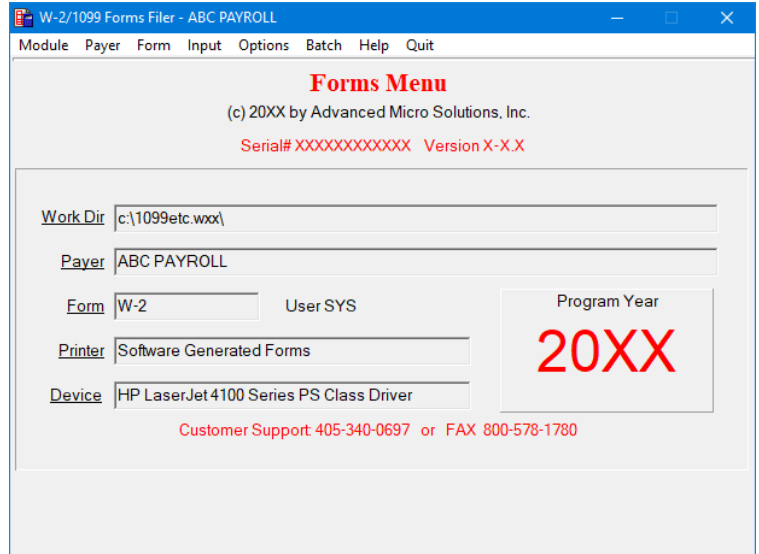 W-2/1099 Forms Filer - ABC PAYROLL
Module Payer Form Input Options Batch Help Quit
Forms Menu
(c) 20XX by Advanced Micro Solutions, Inc.
Serial# XXXXXXXXXXXX Version X-X.X
Work Dir c:\1099etc.wxx\
Payer ABC PAYROLL
Form W-2 User SYS
Program Year
20XX
Printer Software Generated Forms
Device HP LaserJet 4100 Series PS Class Driver
Customer Support: 405-340-0697 or FAX 800-578-1780